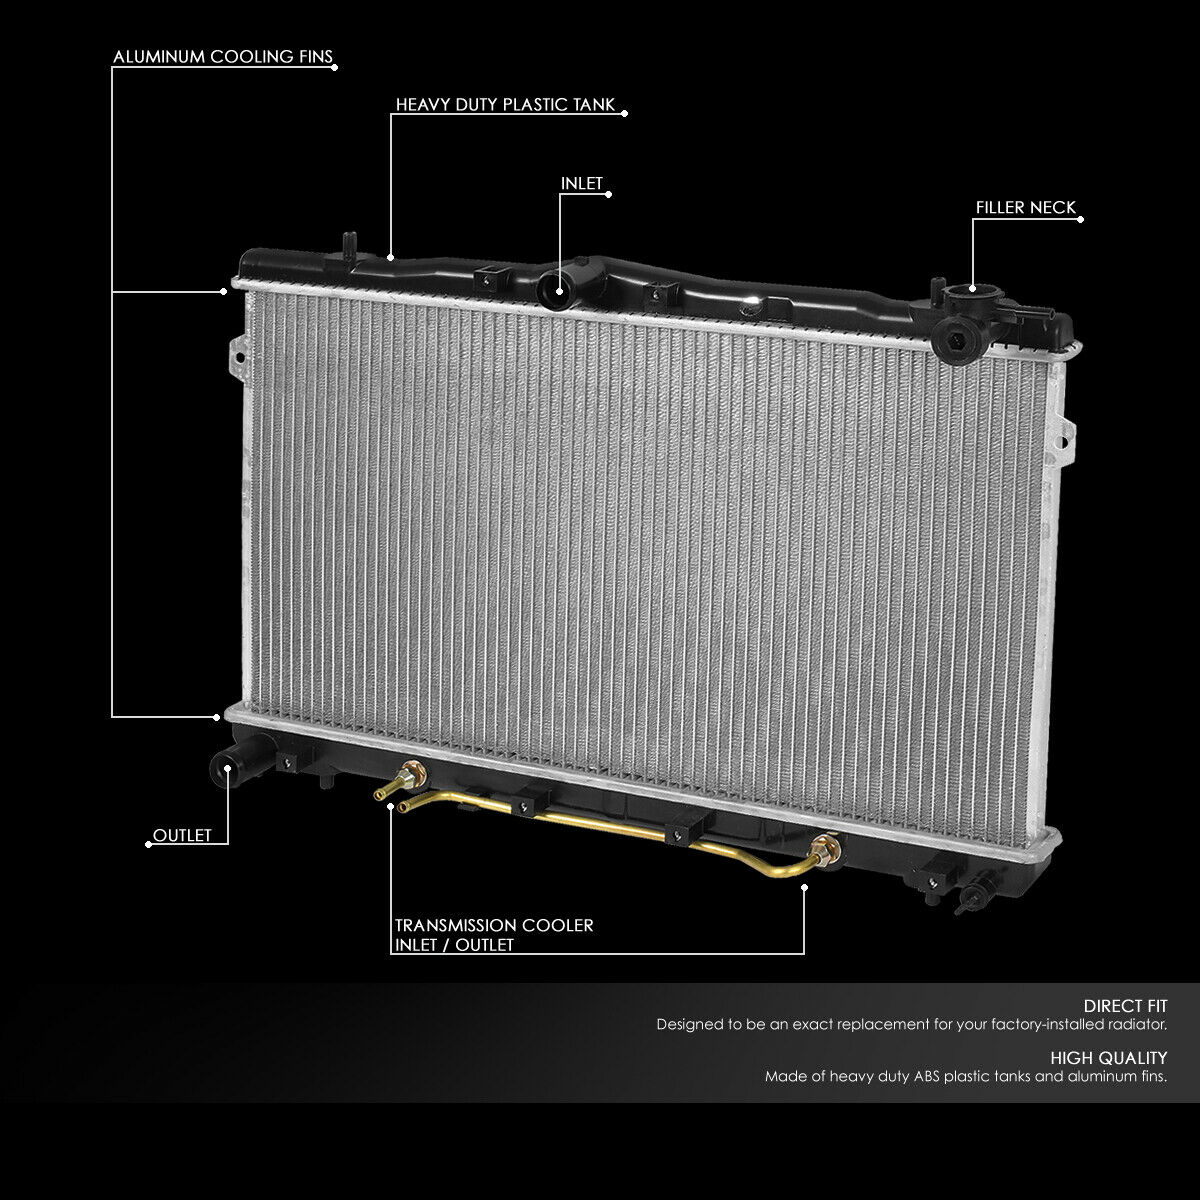 ALUMINUM COOLING FINS
HEAVY DUTY PLASTIC TANK
INLET
FILLER NECK
OUTLET
TRANSMISSION COOLER
INLET / OUTLET
DIRECT FIT
Designed to be an exact replacement for your factory-installed radiator.
HIGH QUALITY
Made of heavy duty ABS plastic tanks and aluminum fins.